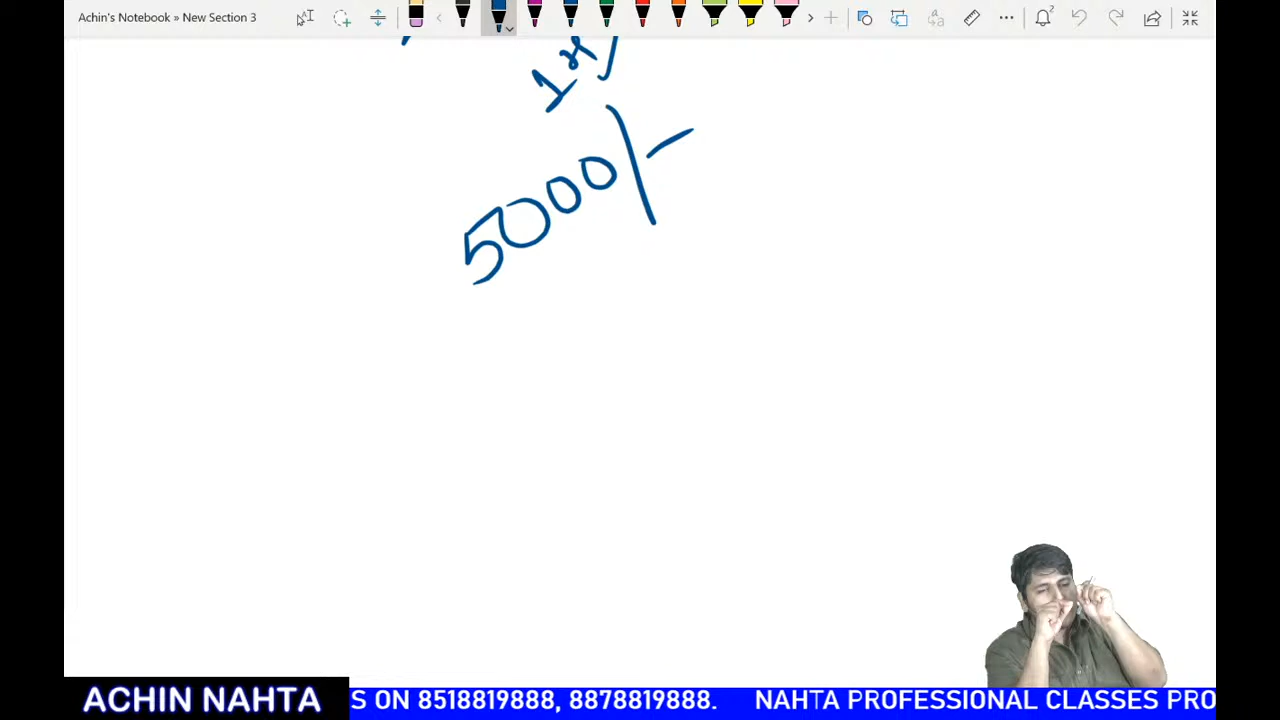 Achin's Notebook » New Section 3
5000/-
ACHIN NAHTA
S ON 8518819888, 8878819888. NAHTA PROFESSIONAL CLASSES PRO